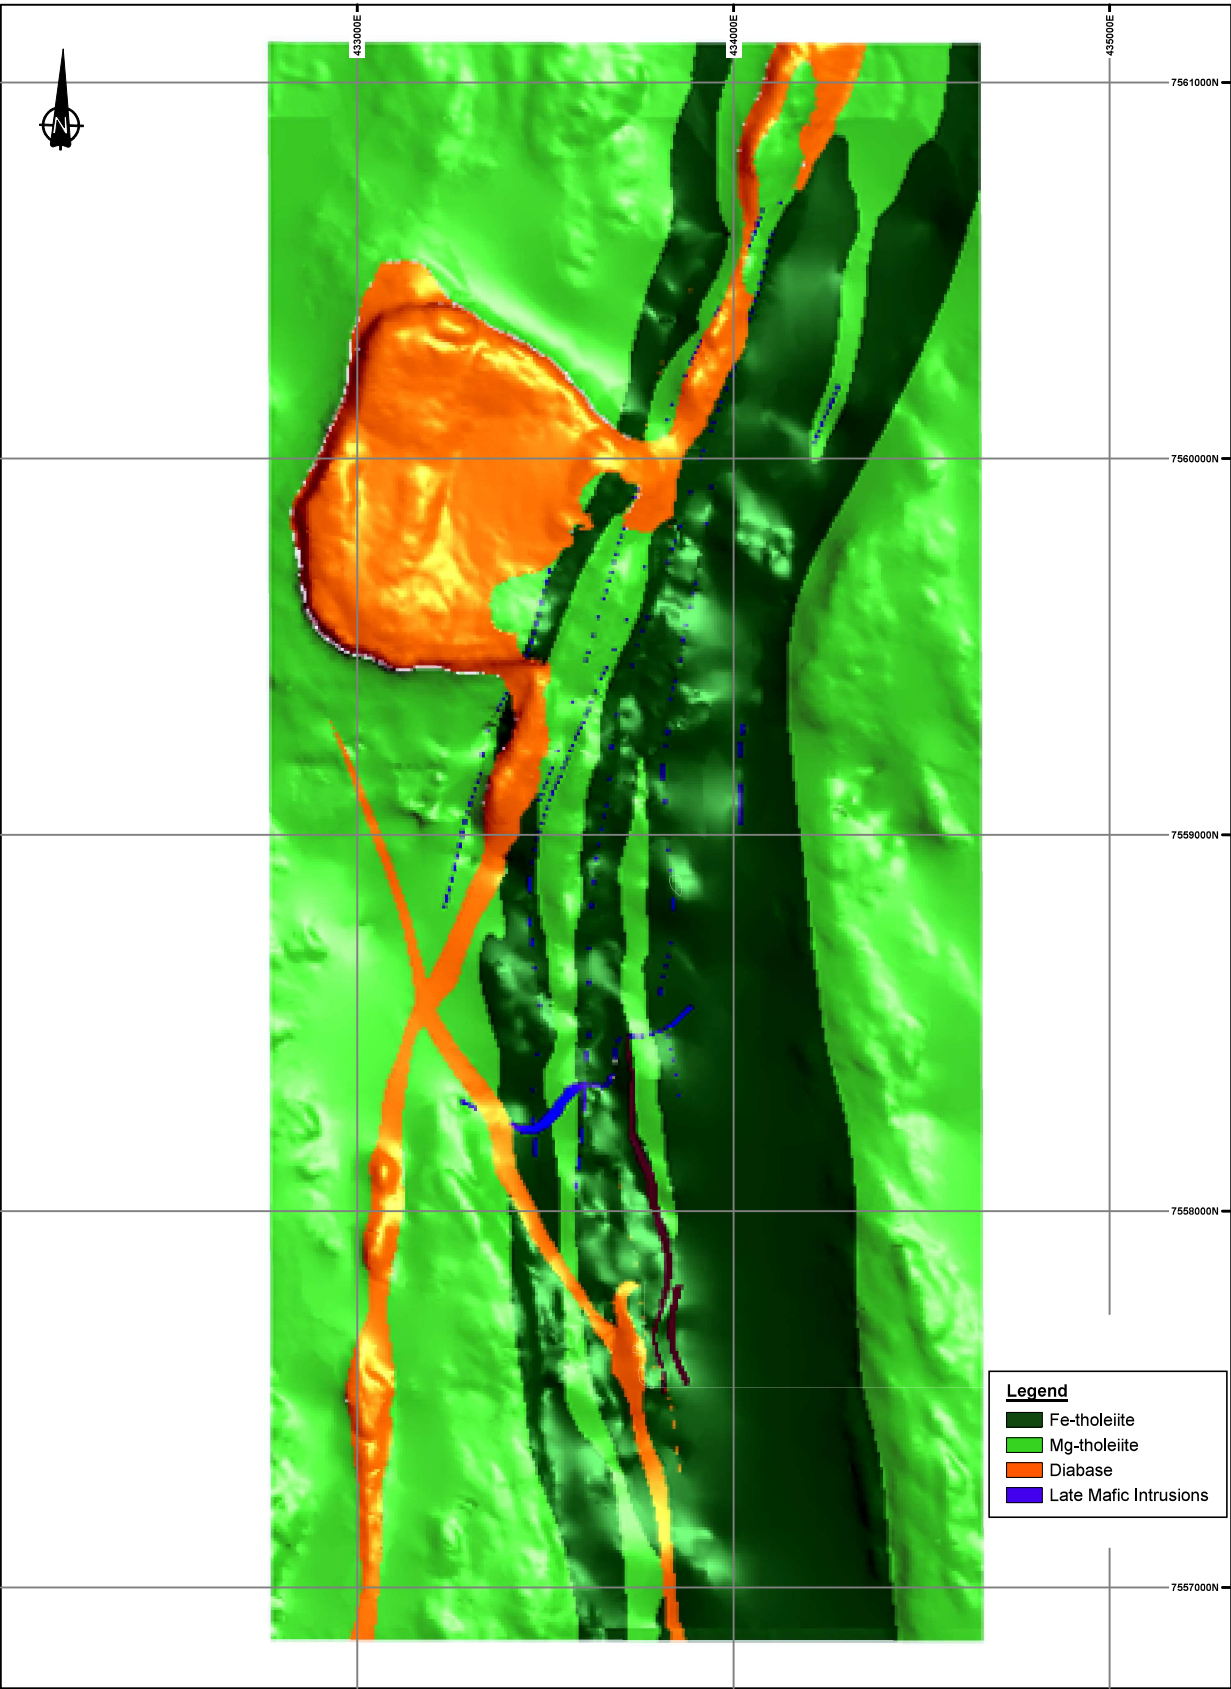 433000E
434000E
435000E
7561000N
N
7560000N
7559000N
7558000N
Legend
Fe-tholeiite
Mg-tholeiite
Diabase
Late Mafic Intrusions
7557000N